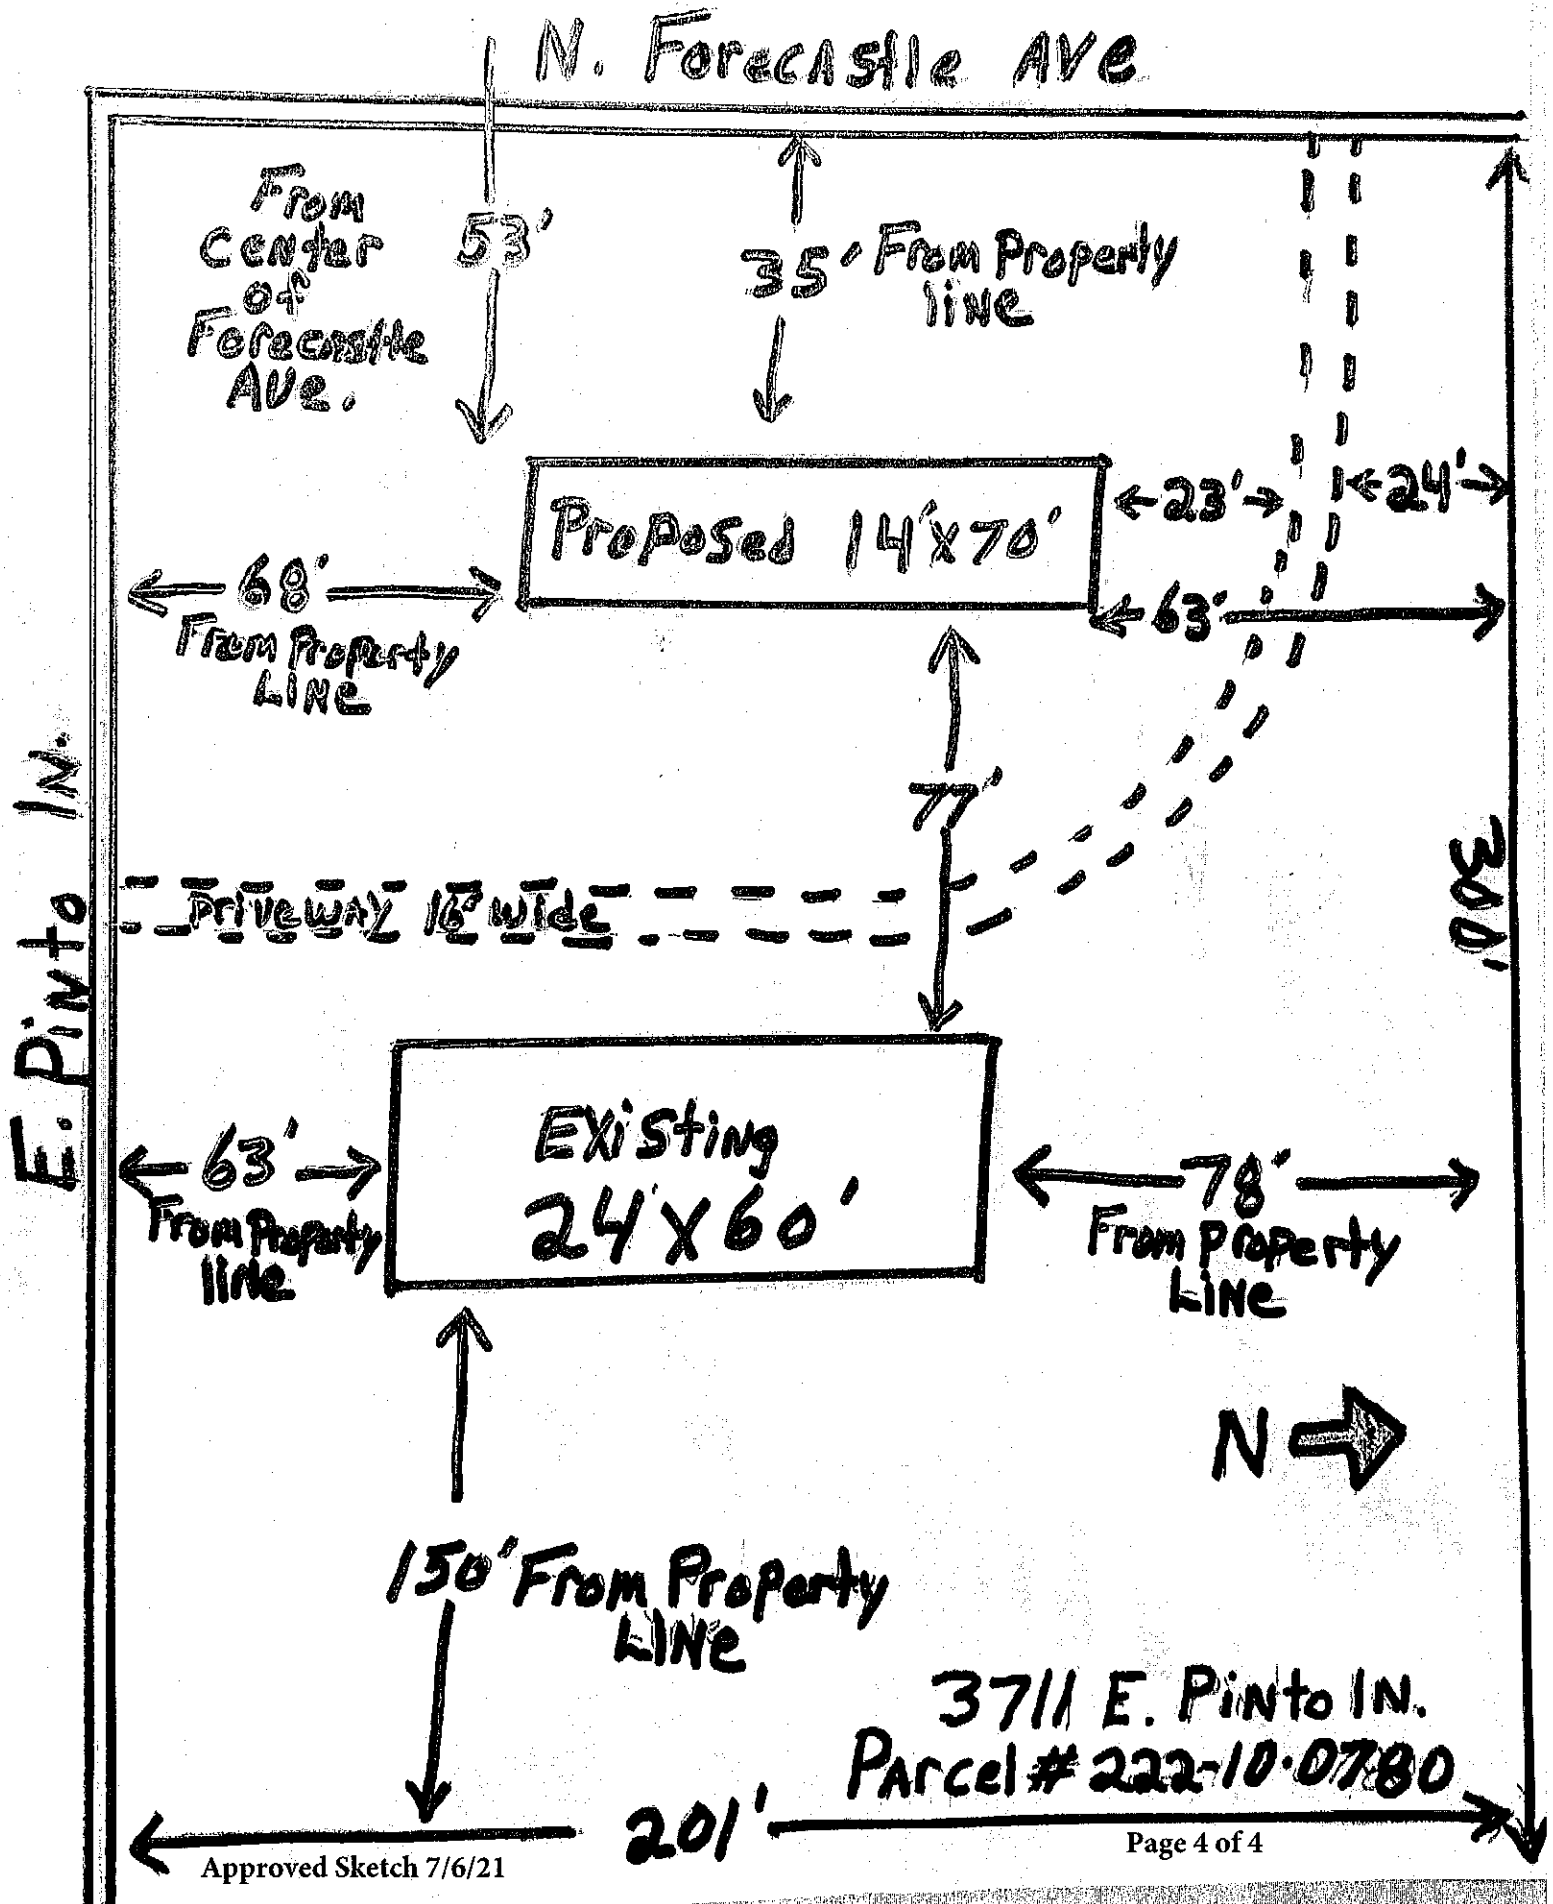 N. Forecastle Ave
From
Center
of
Forecastle
Ave.
53'
35' From Property
line
Proposed 14'x70'
23'
24'
68'
From Property
Line
63'
77'
E. Pinto ln.
300'
Driveway 16' wide
Existing
24'x60'
63'
From Property
line
78'
From Property
Line
N
150' From Property
Line
3711 E. Pinto ln.
Parcel # 222-10-0780
201'
Approved Sketch 7/6/21
Page 4 of 4